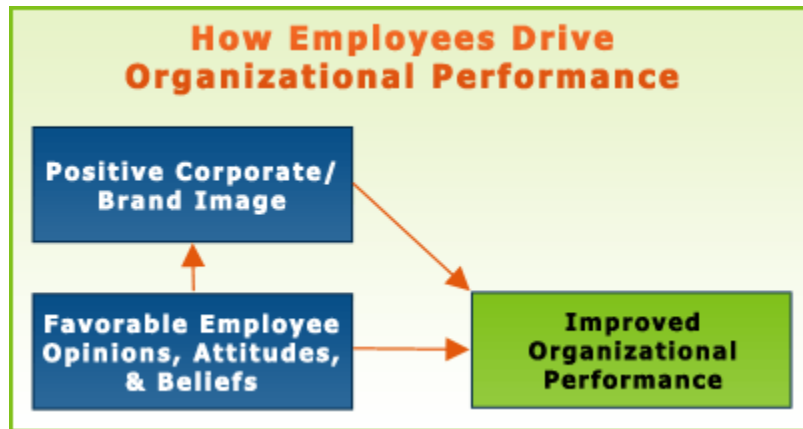 How Employees Drive
Organizational Performance
Positive Corporate/
Brand Image
Favorable Employee
Opinions, Attitudes,
& Beliefs
Improved
Organizational
Performance